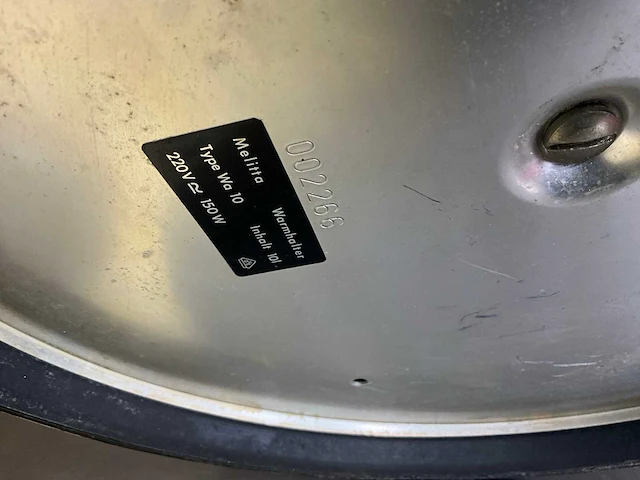 Melitta Warmhalter
Type Wa 10 Inhalt 10l
220V≂ 150W
002266